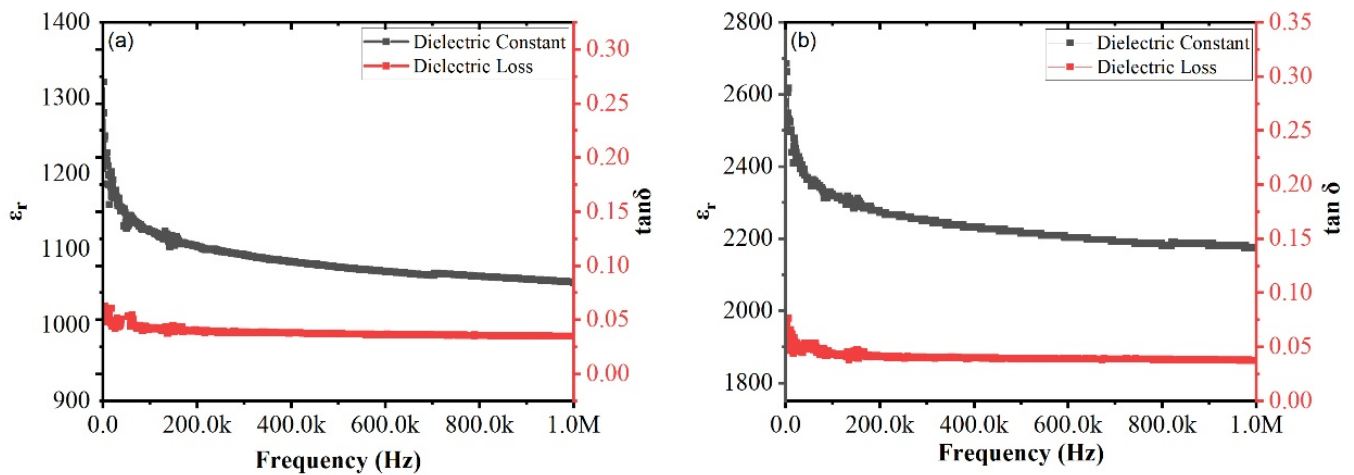 (a)
Dielectric Constant
Dielectric Loss
1400
1300
1200
1100
1000
900
εr
0.30
0.25
0.20
0.15
0.10
0.05
0.00
tanδ
0.0 200.0k 400.0k 600.0k 800.0k 1.0M
Frequency (Hz)
(b)
Dielectric Constant
Dielectric Loss
2800
2600
2400
2200
2000
1800
εr
0.35
0.30
0.25
0.20
0.15
0.10
0.05
0.00
tan δ
0.0 200.0k 400.0k 600.0k 800.0k 1.0M
Frequency (Hz)